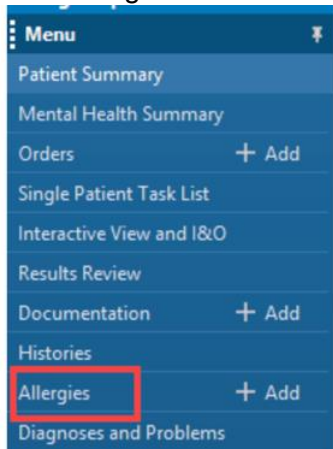 Menu
Patient Summary
Mental Health Summary
Orders + Add
Single Patient Task List
Interactive View and I&O
Results Review
Documentation + Add
Histories
Allergies + Add
Diagnoses and Problems